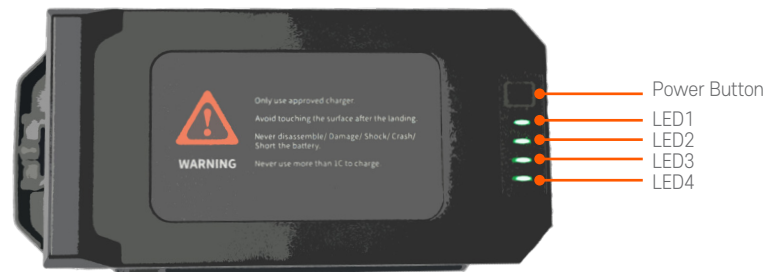 Only use approved charger.
Avoid touching the surface after the landing.
Never disassemble/ Damage/ Shock/ Crash/
Short the battery.
WARNING
Never use more than 1C to charge.
Power Button
LED1
LED2
LED3
LED4